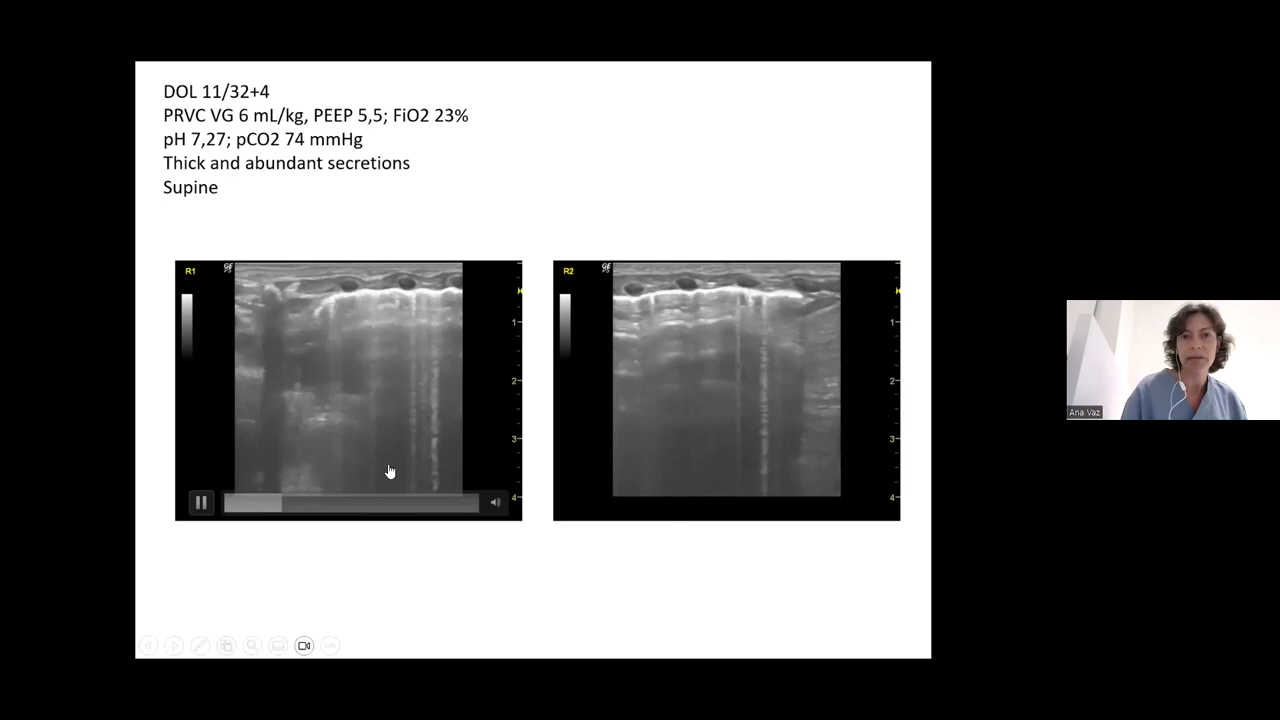 DOL 11/32+4
PRVC VG 6 mL/kg, PEEP 5,5; FiO2 23%
pH 7,27; pCO2 74 mmHg
Thick and abundant secretions
Supine
R1
1
2
3
4
R2
1
2
3
4
Ana Vaz